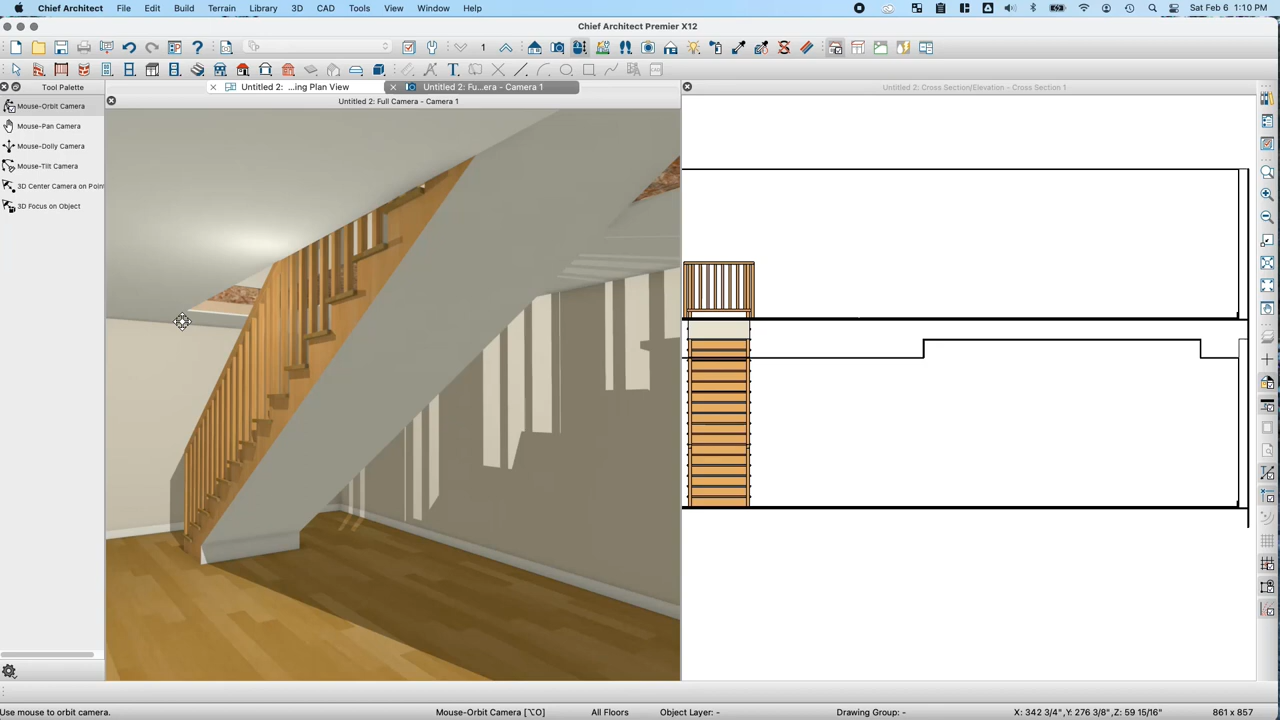 Chief Architect File Edit Build Terrain Library 3D CAD Tools View Window Help Sat Feb 6 1:10 PM
Chief Architect Premier X12
1
Tool Palette
Untitled 2: ...ing Plan View
Untitled 2: Fu...era - Camera 1
Untitled 2: Cross Section/Elevation - Cross Section 1
Untitled 2: Full Camera - Camera 1
Mouse-Orbit Camera
Mouse-Pan Camera
Mouse-Dolly Camera
Mouse-Tilt Camera
3D Center Camera on Poin
3D Focus on Object
Use mouse to orbit camera. Mouse-Orbit Camera [⌥O] All Floors Object Layer: - Drawing Group: - X: 342 3/4", Y: 276 3/8", Z: 59 15/16" 861 x 857